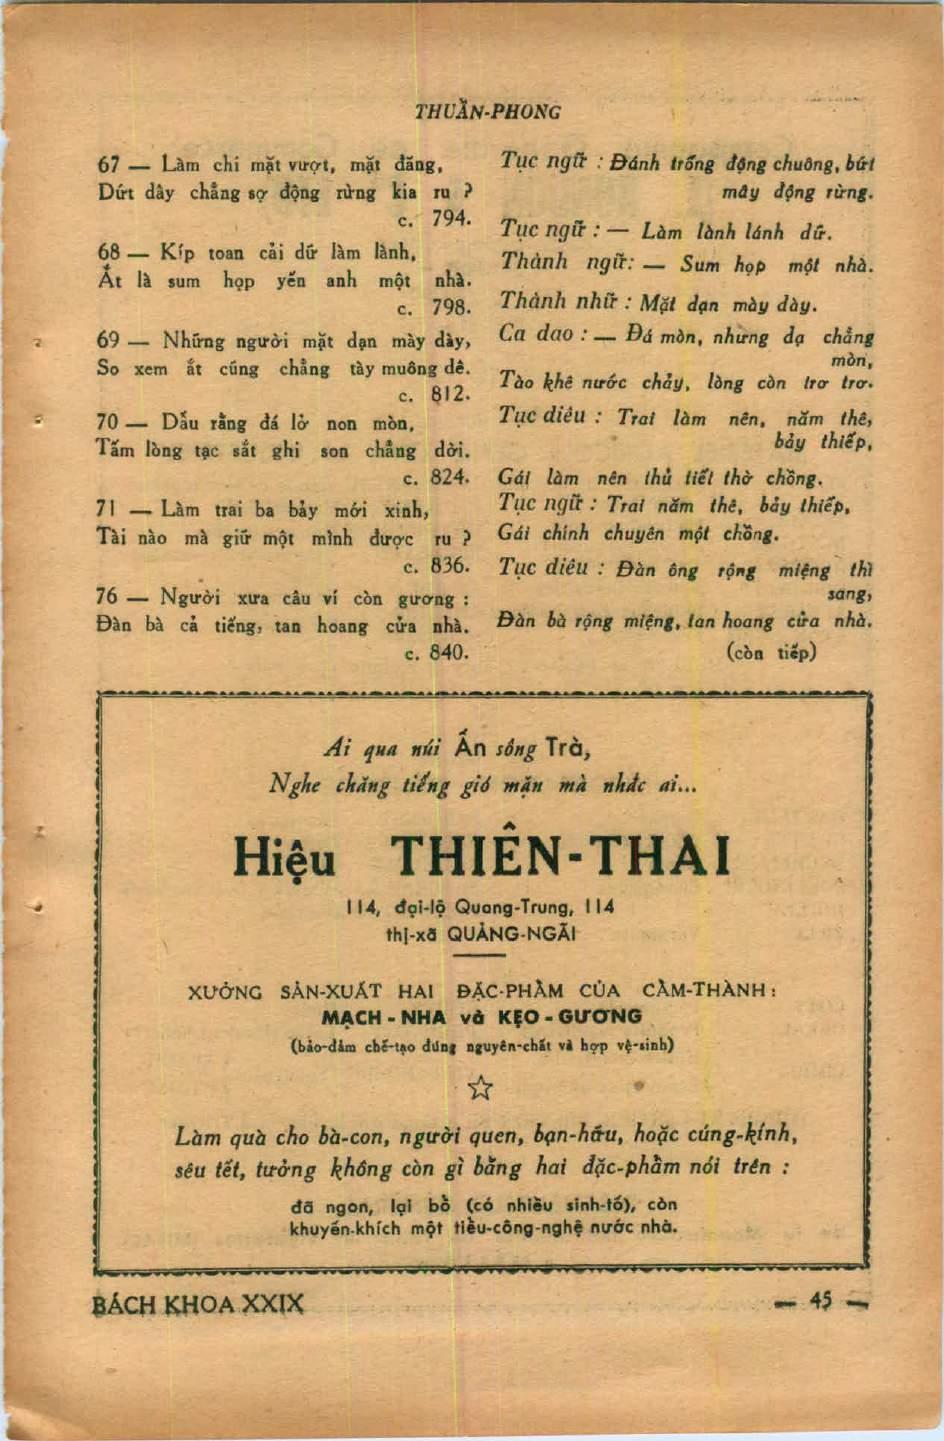 THUẦN-PHONG
67 — Làm chi mặt vượt, mặt đăng,
Dứt dây chẳng sợ động rừng kia ru ?
c. 794.
68 — Kíp toan cải dữ làm lành,
Ắt là sum họp yến anh một nhà.
c. 798.
69 — Những người mặt dạn mày dày,
So xem ắt cũng chẳng tày muông dê.
c. 812.
70 — Dẫu rằng đá lở non mòn,
Tấm lòng tạc sắt ghi son chẳng dời.
c. 824.
71 — Làm trai ba bảy mới xinh,
Tài nào mà giữ một mình được ru ?
c. 836.
76 — Người xưa câu ví còn gương :
Đàn bà cả tiếng, tan hoang cửa nhà.
c. 840.
Tục ngữ : Đánh trống động chuông, bứt
mây động rừng.
Tục ngữ : — Làm lành lánh dữ.
Thành ngữ: — Sum họp một nhà.
Thành nhữ : Mặt dạn mày dày.
Ca dao : — Đá mòn, nhưng dạ chẳng
mòn,
Tào khê nước chảy, lòng còn trơ trơ.
Tục diêu : Trai làm nên, năm thê,
bảy thiếp,
Gái làm nên thủ tiết thờ chồng.
Tục ngữ : Trai năm thê, bảy thiếp,
Gái chính chuyên một chồng.
Tục diêu : Đàn ông rộng miệng thì
sang,
Đàn bà rộng miệng, tan hoang cửa nhà.
(còn tiếp)
Ai qua núi Ấn sông Trà,
Nghe chăng tiếng gió mặn mà nhắc ai...
Hiệu THIÊN-THAI
114, đại-lộ Quang-Trung, 114
thị-xã QUẢNG-NGÃI
XƯỞNG SẢN-XUẤT HAI ĐẶC-PHẨM CỦA CẨM-THÀNH :
MẠCH - NHA và KẸO - GƯƠNG
(bảo-đảm chế-tạo đúng nguyên-chất và hợp vệ-sinh)
Làm quà cho bà-con, người quen, bạn-hữu, hoặc cúng-kính,
sêu tết, tưởng không còn gì bằng hai đặc-phẩm nói trên :
đã ngon, lại bổ (có nhiều sinh-tố), còn
khuyến-khích một tiểu-công-nghệ nước nhà.
BÁCH KHOA XXIX
— 45 —